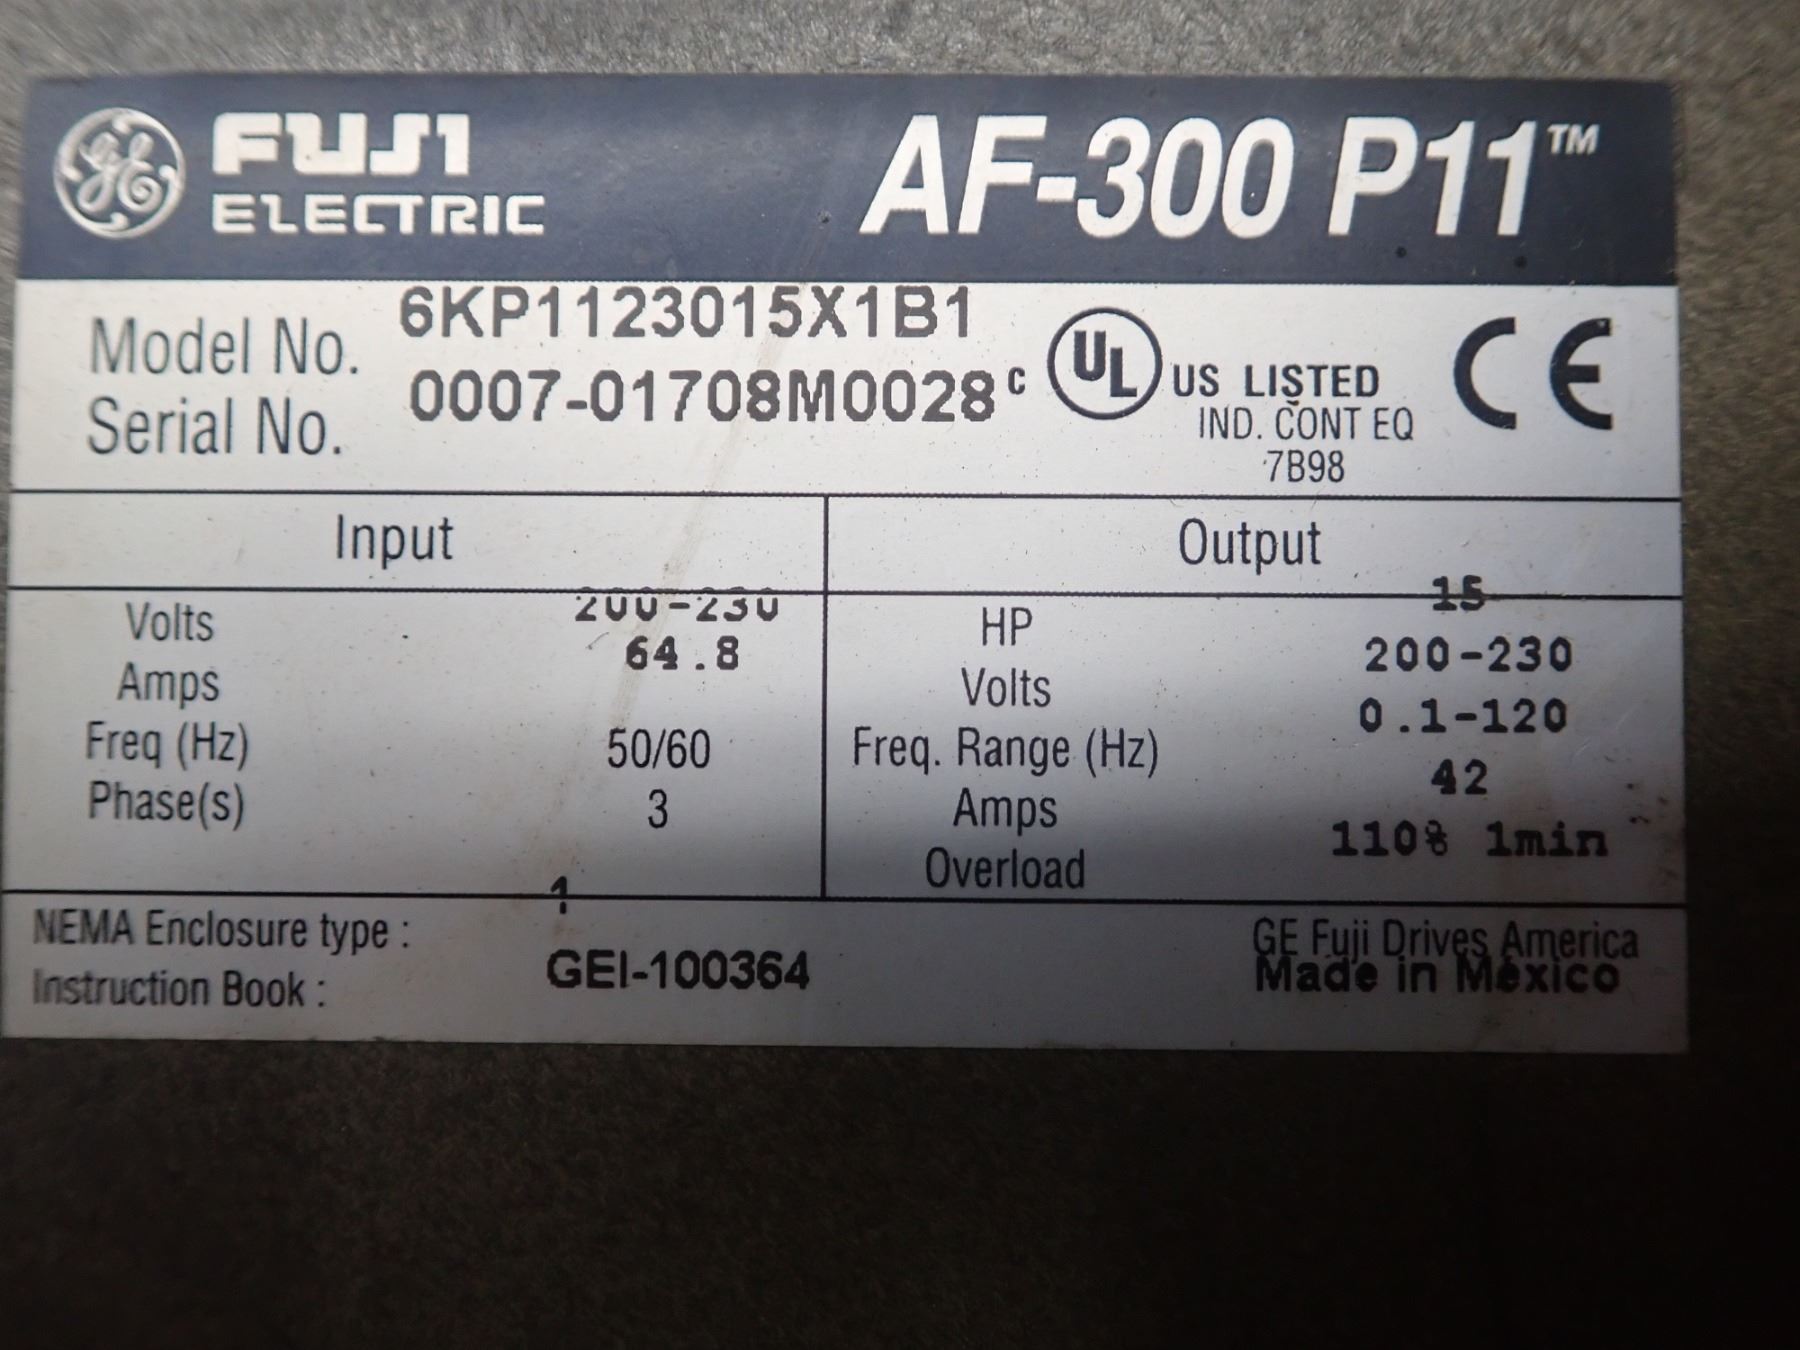 GE FUJI ELECTRIC AF-300 P11™
Model No. 6KP1123015X1B1
Serial No. 0007-01708M0028
c UL US LISTED CE
IND. CONT EQ
7B98
Input Output
Volts 200-230 HP 15
Amps 64.8 Volts 200-230
Freq (Hz) 50/60 Freq. Range (Hz) 0.1-120
Phase(s) 3 Amps 42
Overload 110% 1min
NEMA Enclosure type : 1 GE Fuji Drives America
Instruction Book : GEI-100364 Made in Mexico